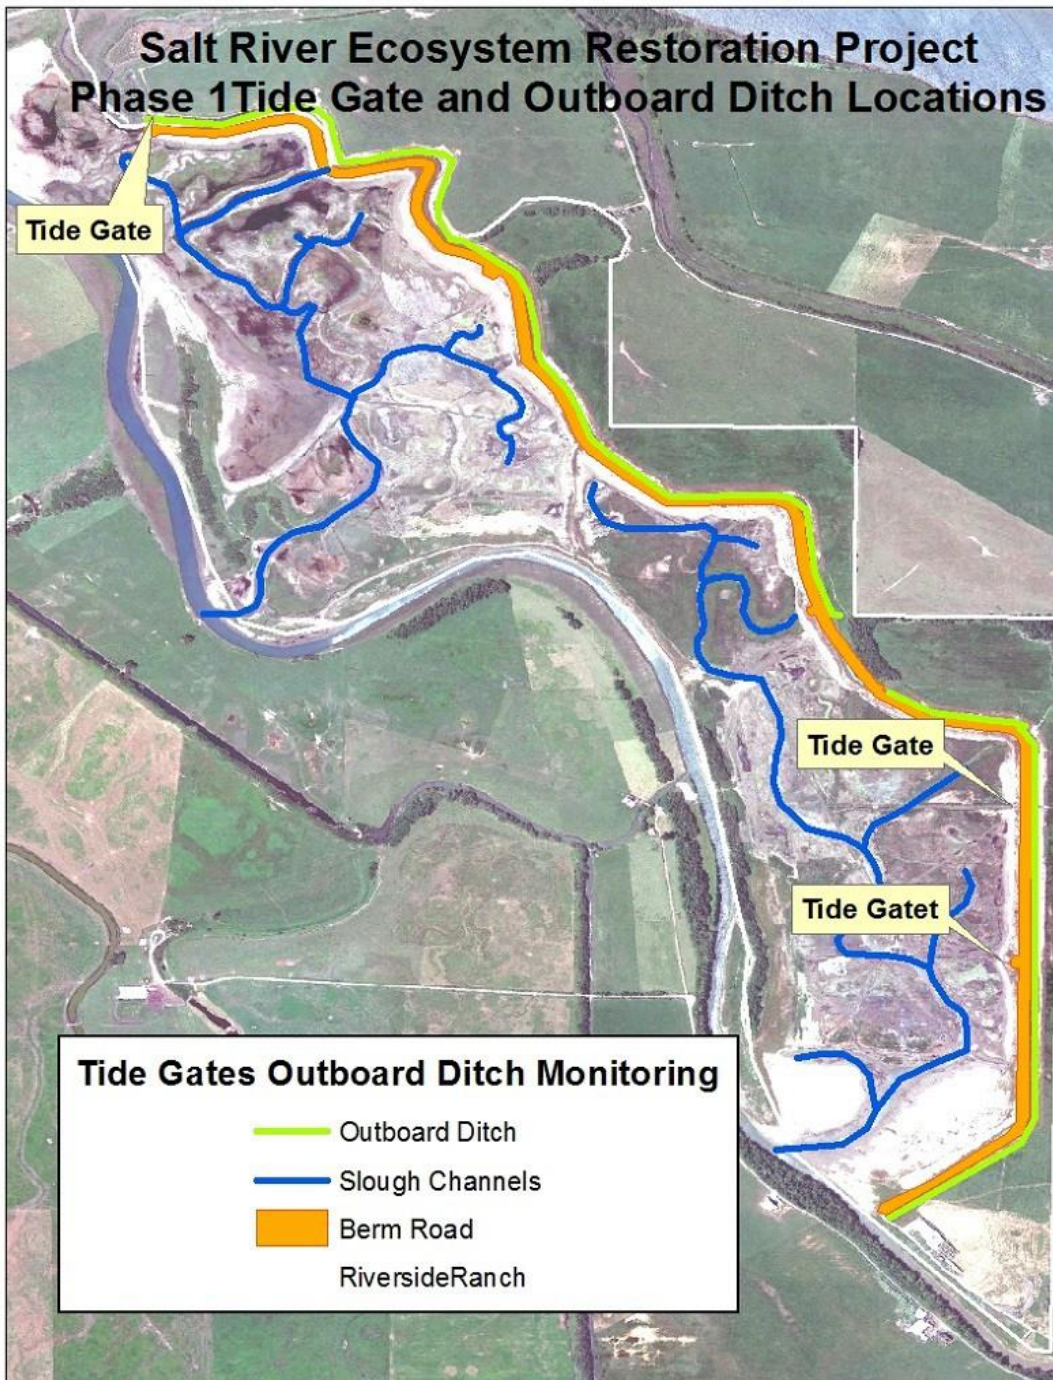 Salt River Ecosystem Restoration Project
Phase 1Tide Gate and Outboard Ditch Locations
Tide Gate
Tide Gate
Tide Gatet
Tide Gates Outboard Ditch Monitoring
Outboard Ditch
Slough Channels
Berm Road
RiversideRanch